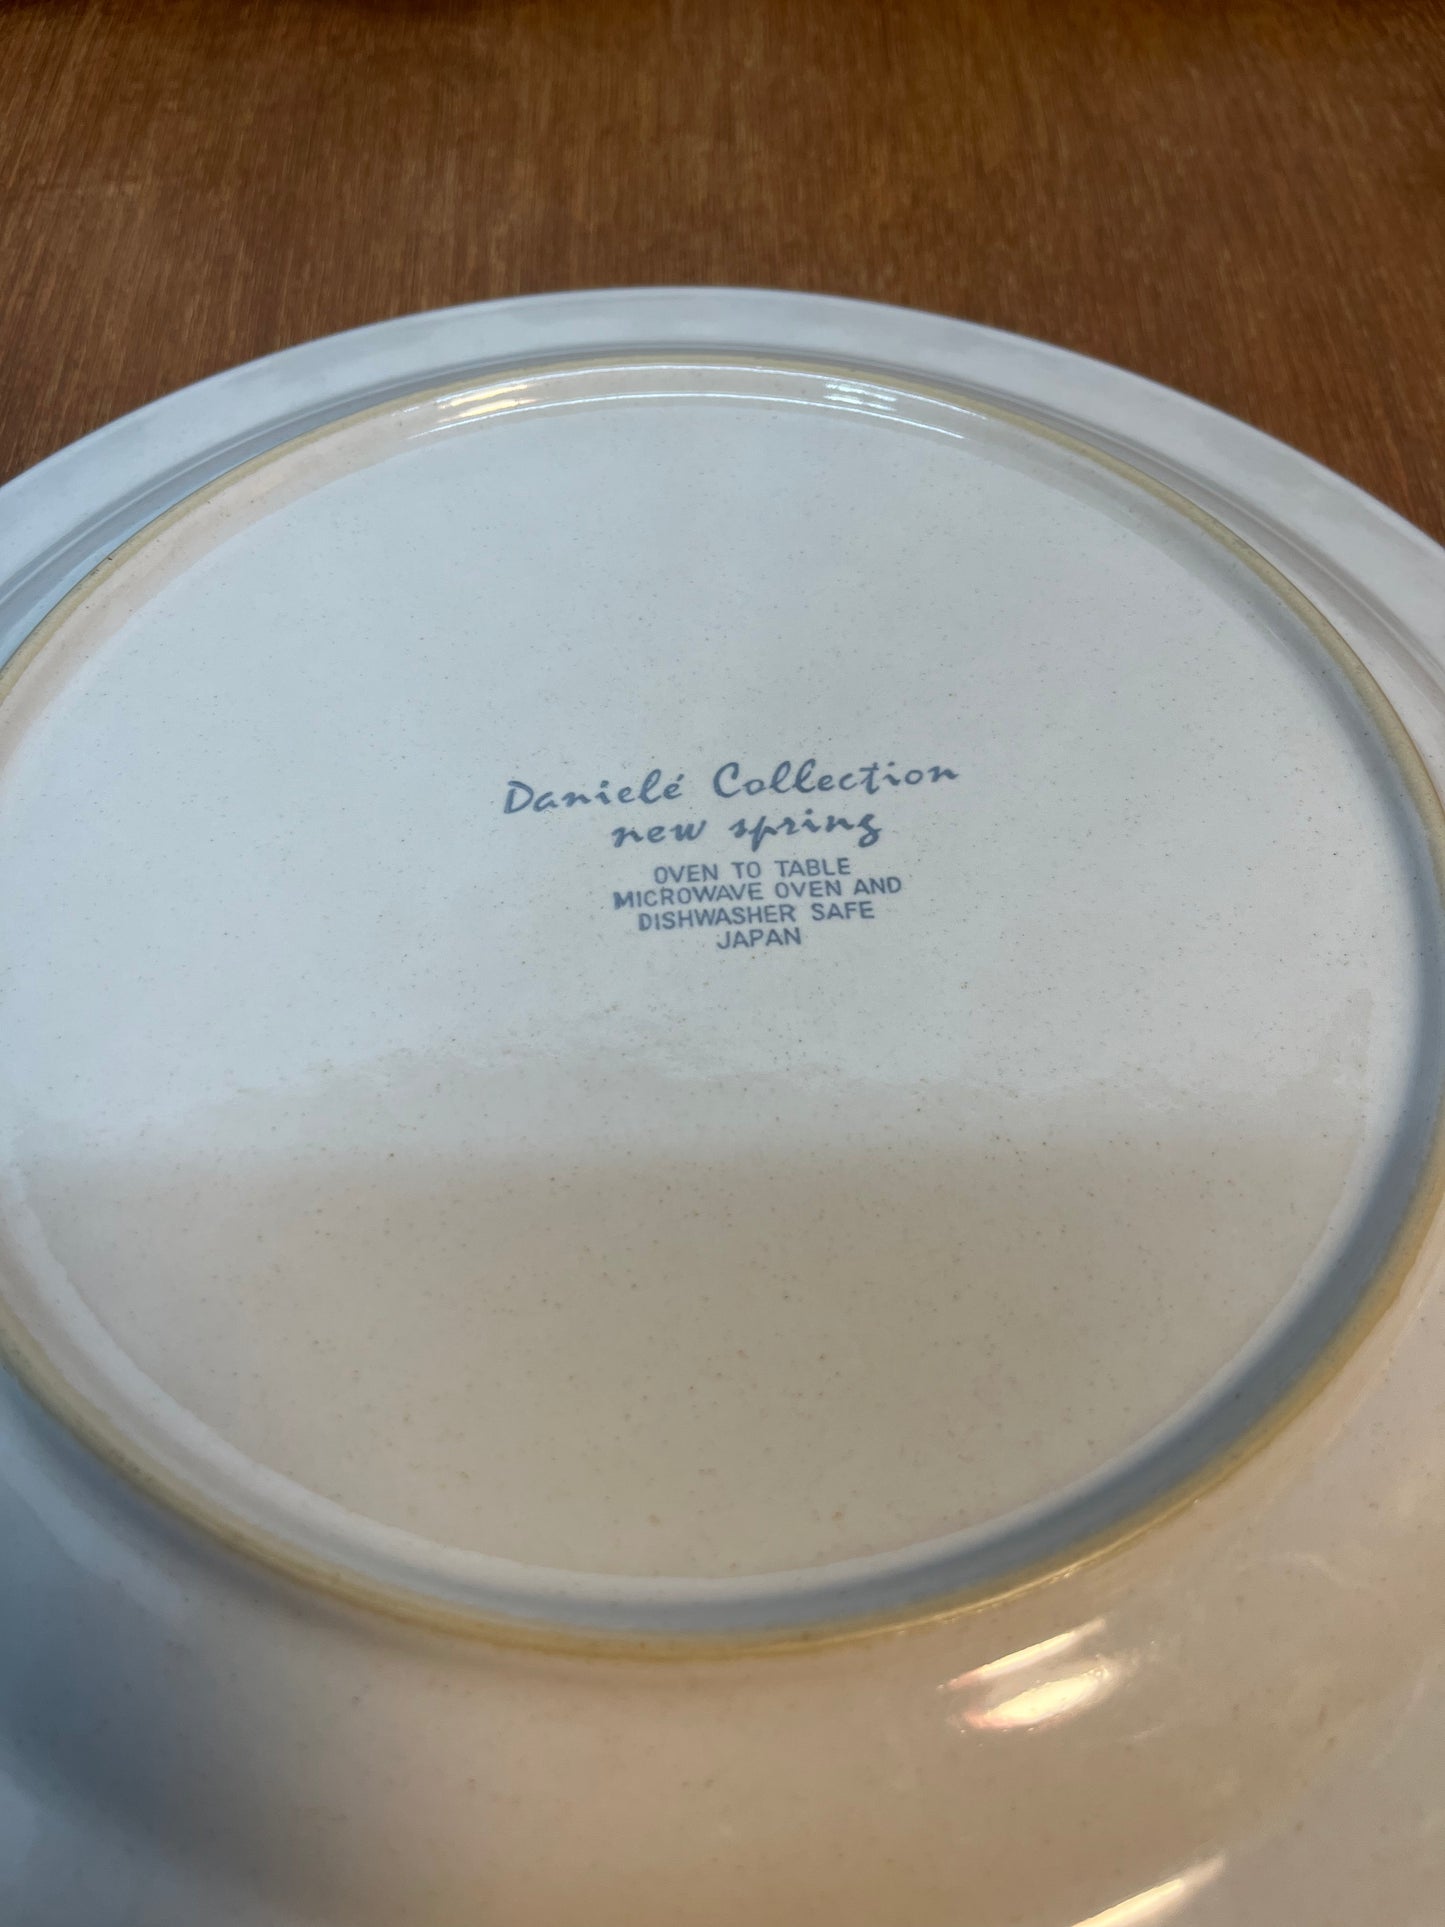 Danielé Collection
new spring
OVEN TO TABLE
MICROWAVE OVEN AND
DISHWASHER SAFE
JAPAN